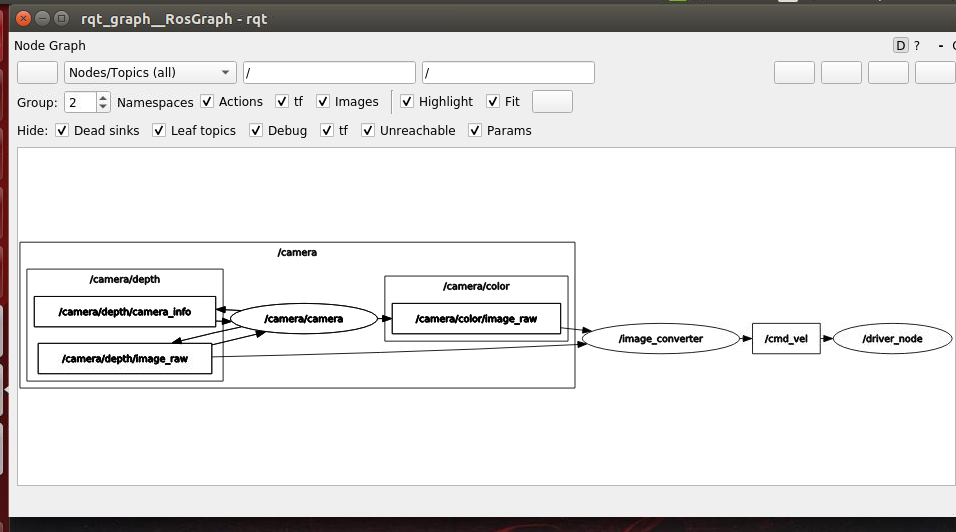 rqt_graph__RosGraph - rqt
Node Graph
D ? -
Nodes/Topics (all) / /
Group: 2 Namespaces Actions tf Images Highlight Fit
Hide: Dead sinks Leaf topics Debug tf Unreachable Params
/camera
/camera/depth
/camera/color
/camera/depth/camera_info
/camera/camera
/camera/color/image_raw
/camera/depth/image_raw
/image_converter
/cmd_vel
/driver_node